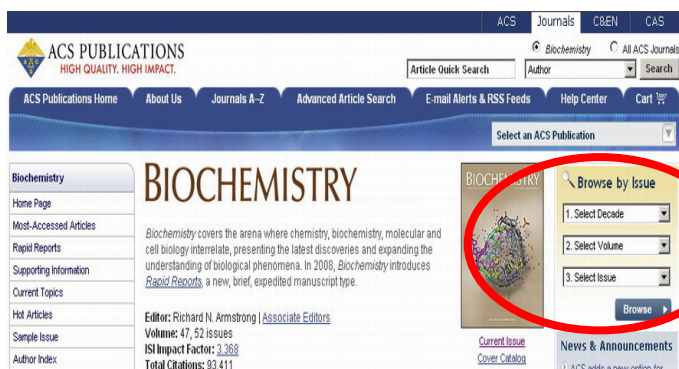 ACS Journals C&EN CAS
ACS PUBLICATIONS
HIGH QUALITY. HIGH IMPACT.
Biochemistry All ACS Journals
Article Quick Search Author Search
ACS Publications Home About Us Journals A–Z Advanced Article Search E-mail Alerts & RSS Feeds Help Center Cart
Select an ACS Publication
Biochemistry
Home Page
Most-Accessed Articles
Rapid Reports
Supporting Information
Current Topics
Hot Articles
Sample Issue
Author Index
BIOCHEMISTRY
Biochemistry covers the arena where chemistry, biochemistry, molecular and
cell biology interrelate, presenting the latest discoveries and expanding the
understanding of biological phenomena. In 2008, Biochemistry introduces
Rapid Reports, a new, brief, expedited manuscript type.
Editor: Richard N. Armstrong | Associate Editors
Volume: 47, 52 issues
ISI Impact Factor: 3.368
Total Citations: 93,411
BIOCHEMISTRY
Current Issue
Cover Catalog
Browse by Issue
1. Select Decade
2. Select Volume
3. Select Issue
Browse
News & Announcements
ACS adds a new option for